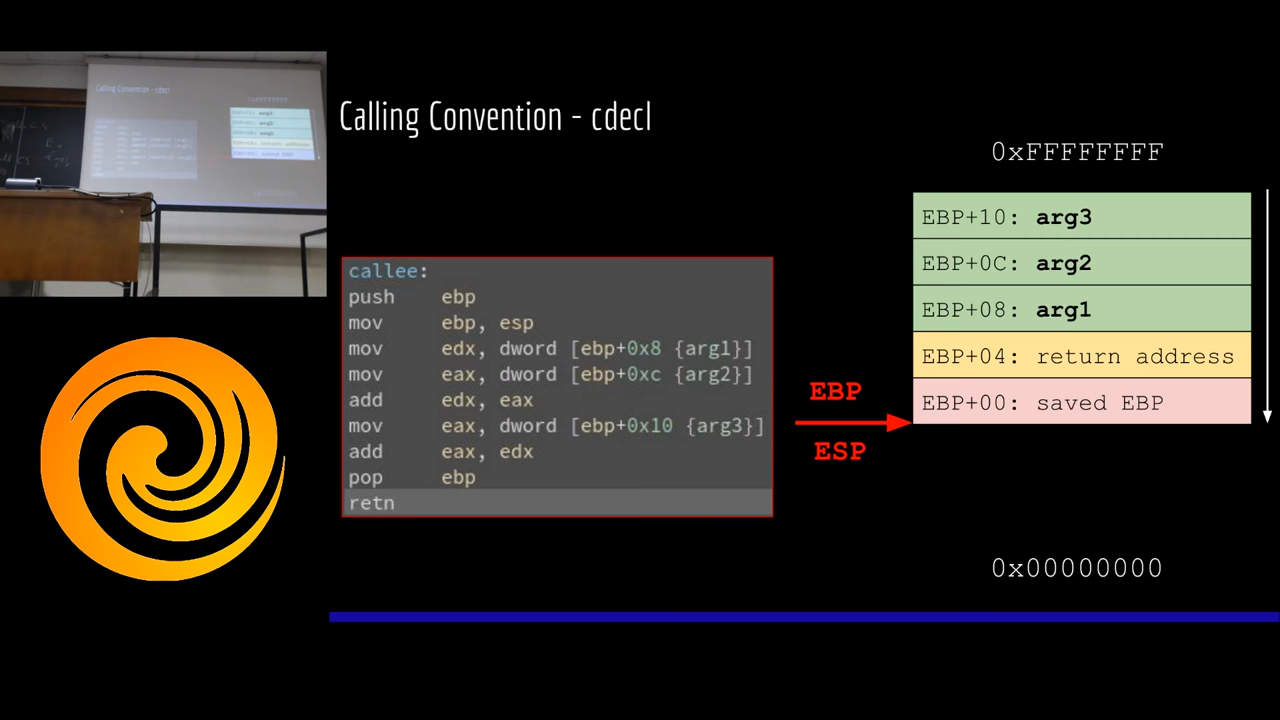 Calling Convention - cdecl
Calling Convention - cdecl
0xFFFFFFFF
EBP+10: arg3
EBP+0C: arg2
EBP+08: arg1
EBP+04: return address
EBP+00: saved EBP
EBP
ESP
0x00000000
callee:
push ebp
mov ebp, esp
mov edx, dword [ebp+0x8 {arg1}]
mov eax, dword [ebp+0xc {arg2}]
add edx, eax
mov eax, dword [ebp+0x10 {arg3}]
add eax, edx
pop ebp
retn